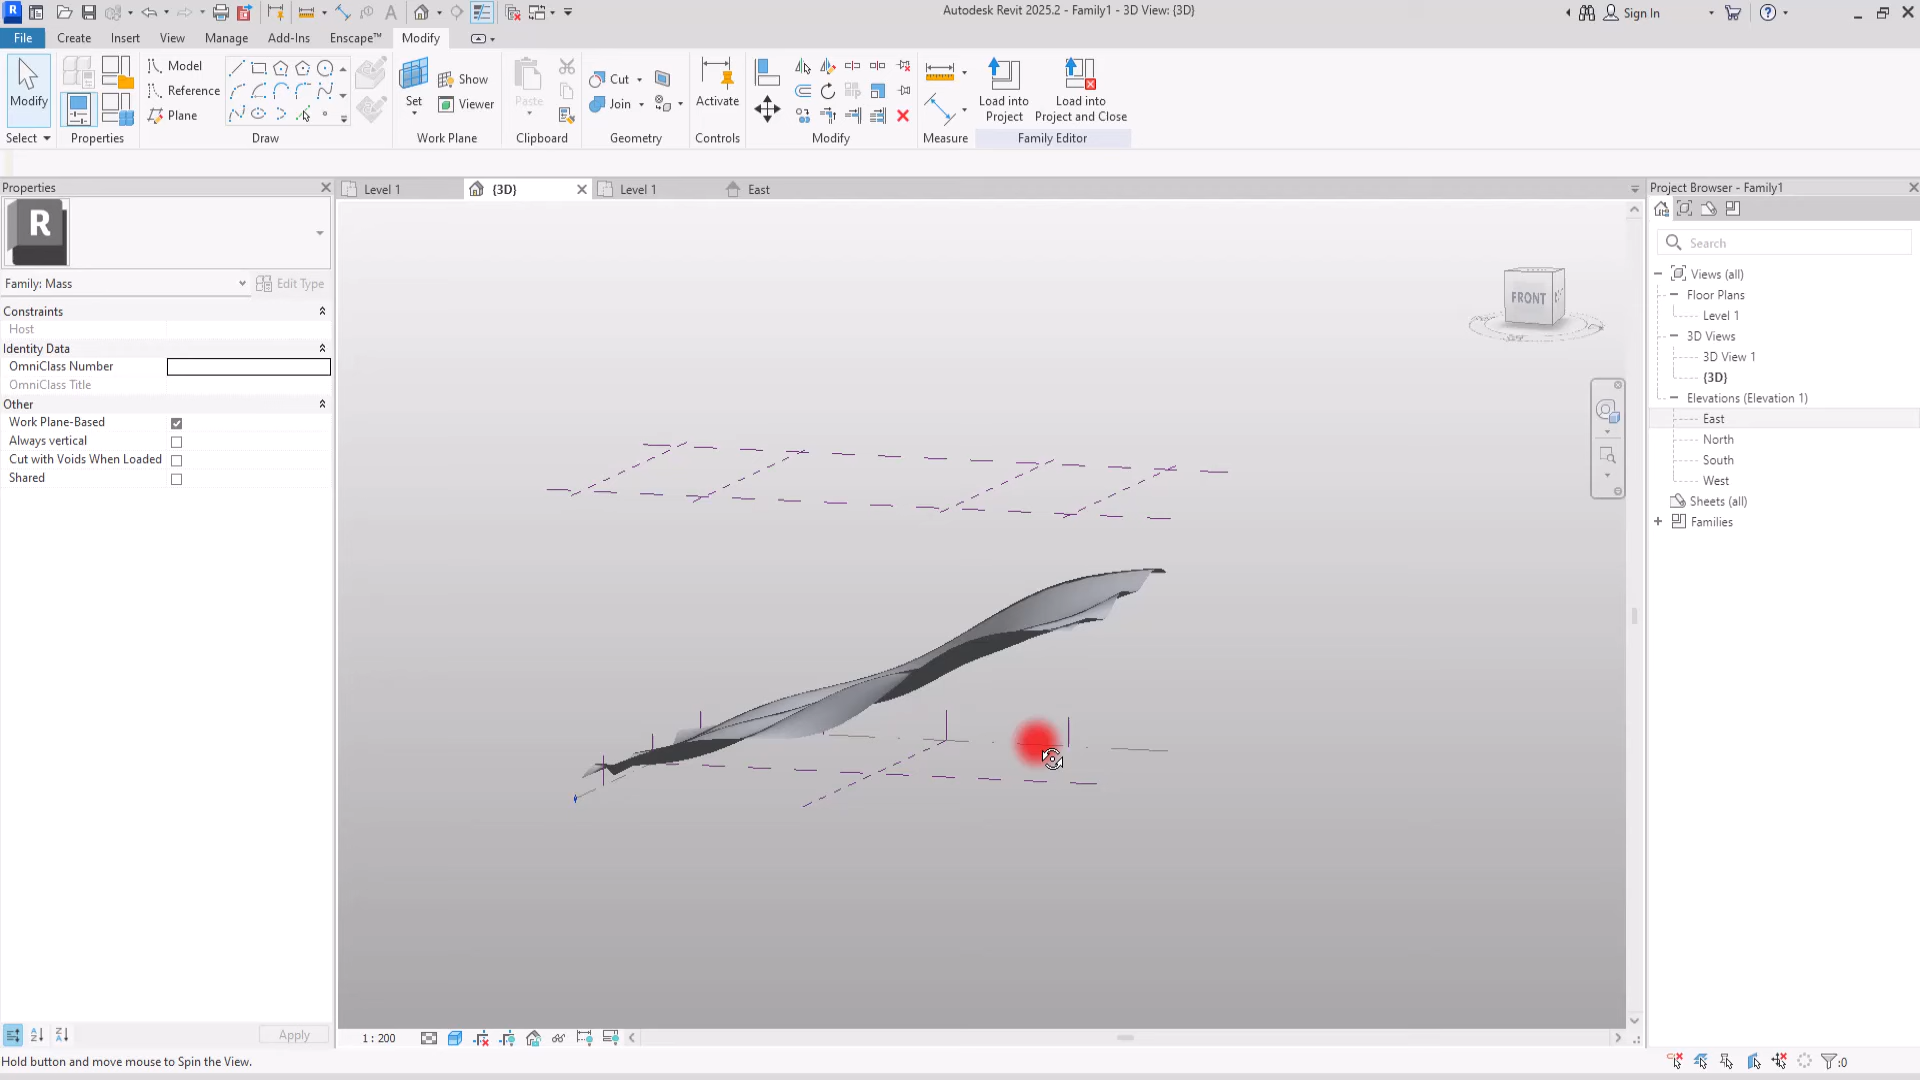 Autodesk Revit 2025.2 - Family1 - 3D View: {3D}
Sign In
File
Create
Insert
View
Manage
Add-Ins
Enscape™
Modify
Modify
Select
Properties
Model
Reference
Plane
Draw
Set
Show
Viewer
Work Plane
Paste
Clipboard
Cut
Join
Geometry
Activate
Controls
Modify
Measure
Load into
Project
Load into
Project and Close
Family Editor
Properties
R
Family: Mass
Edit Type
Constraints
Host
Identity Data
OmniClass Number
OmniClass Title
Other
Work Plane-Based
Always vertical
Cut with Voids When Loaded
Shared
Apply
Level 1
{3D}
Level 1
East
FRONT
1 : 200
Project Browser - Family1
Search
Views (all)
Floor Plans
Level 1
3D Views
3D View 1
{3D}
Elevations (Elevation 1)
East
North
South
West
Sheets (all)
Families
Hold button and move mouse to Spin the View.
:0